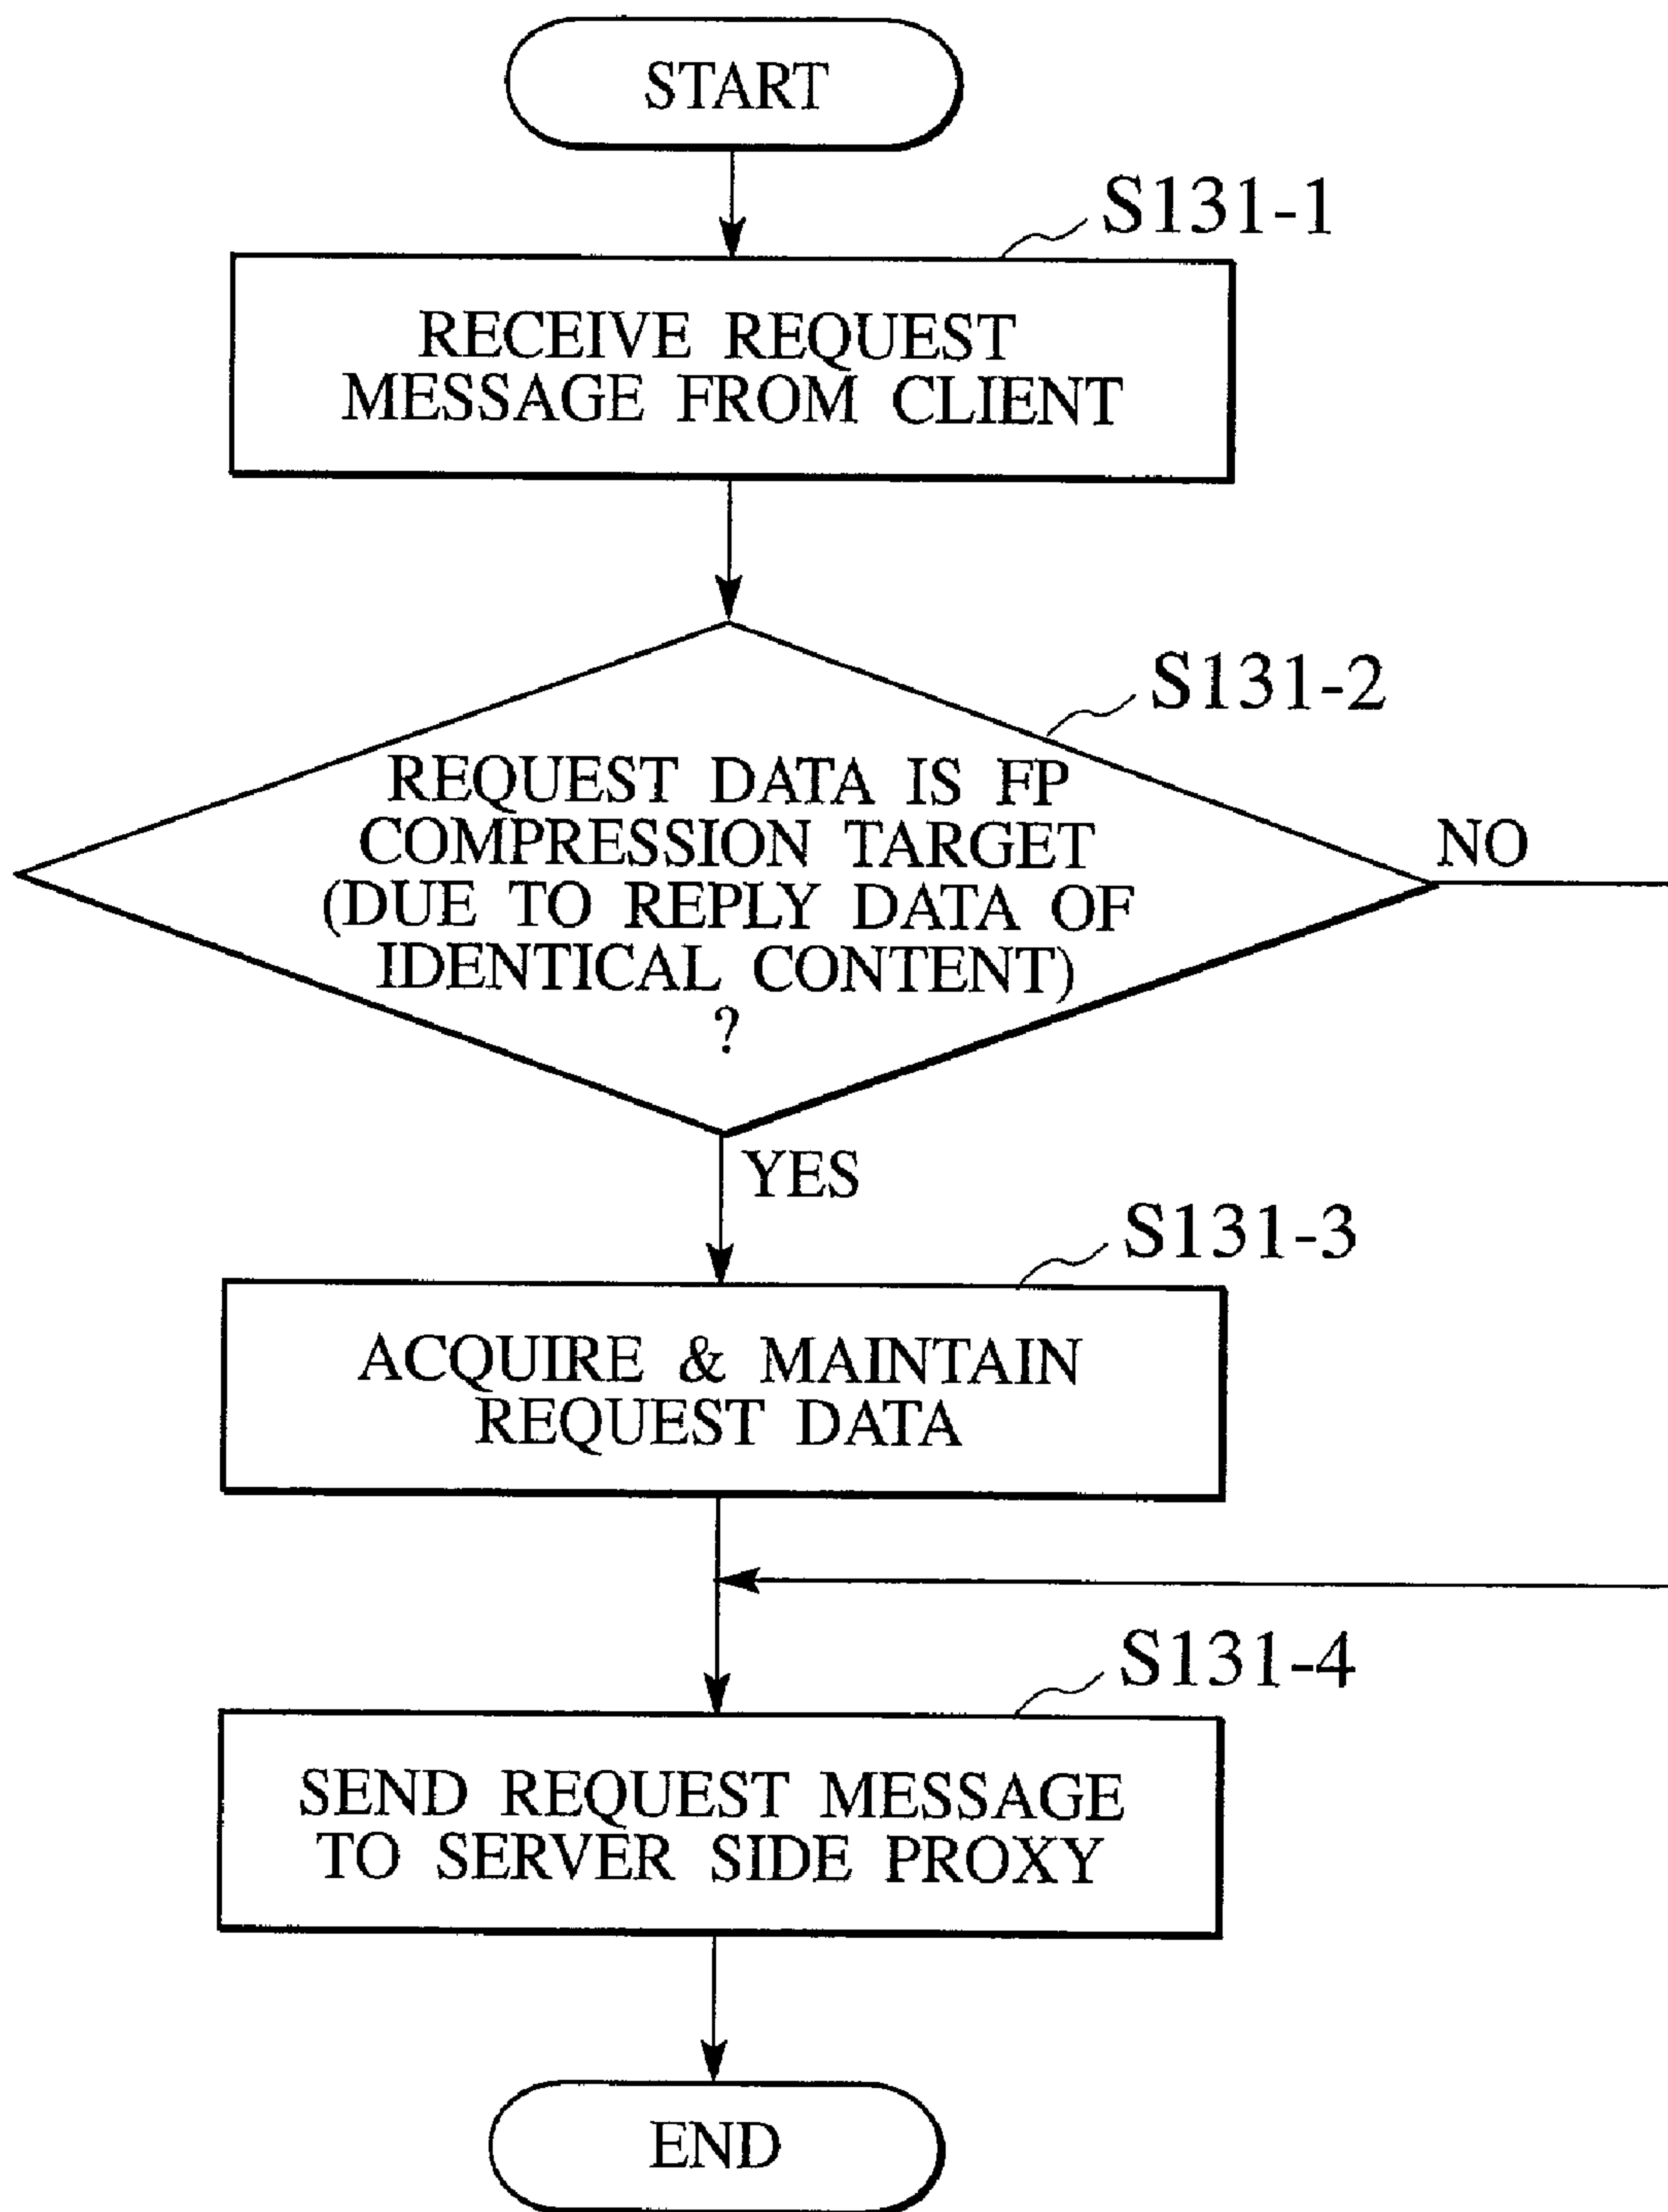 START
S131-1
RECEIVE REQUEST
MESSAGE FROM CLIENT
S131-2
REQUEST DATA IS FP
COMPRESSION TARGET
(DUE TO REPLY DATA OF
IDENTICAL CONTENT)
?
NO
YES
S131-3
ACQUIRE & MAINTAIN
REQUEST DATA
S131-4
SEND REQUEST MESSAGE
TO SERVER SIDE PROXY
END